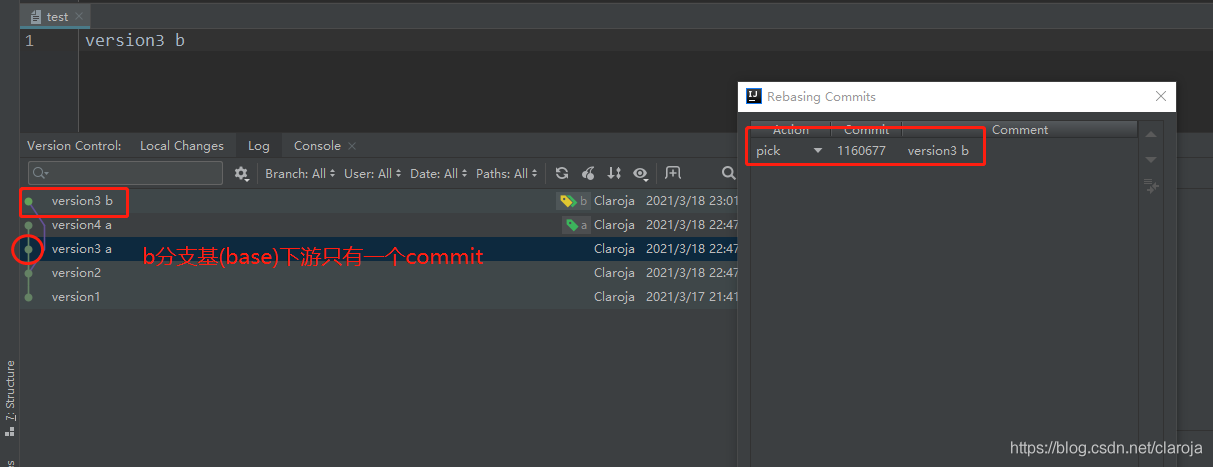 test
1 version3 b
Rebasing Commits
Action Commit Comment
pick 1160677 version3 b
Version Control: Local Changes Log Console
Branch: All User: All Date: All Paths: All
version3 b b Claroja 2021/3/18 23:01
version4 a a Claroja 2021/3/18 22:47
version3 a Claroja 2021/3/18 22:47
b分支基(base)下游只有一个commit
version2 Claroja 2021/3/18 22:47
version1 Claroja 2021/3/17 21:41
7: Structure
https://blog.csdn.net/claroja